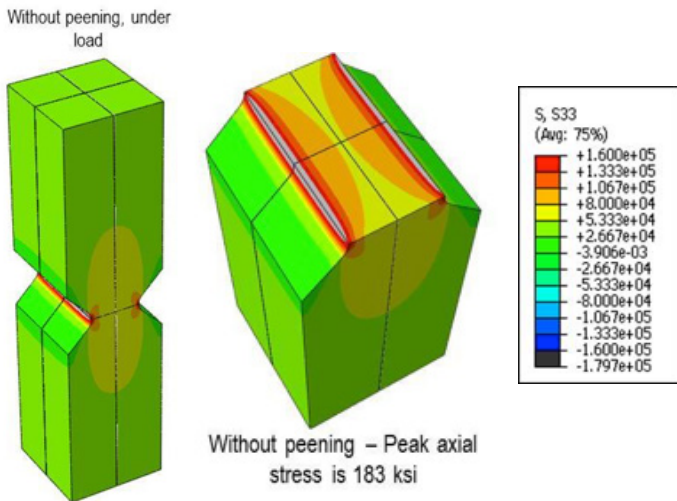 Without peening, under
load
Without peening – Peak axial
stress is 183 ksi
S, S33
(Avg: 75%)
+1.600e+05
+1.333e+05
+1.067e+05
+8.000e+04
+5.333e+04
+2.667e+04
-3.906e-03
-2.667e+04
-5.333e+04
-8.000e+04
-1.067e+05
-1.333e+05
-1.600e+05
-1.797e+05